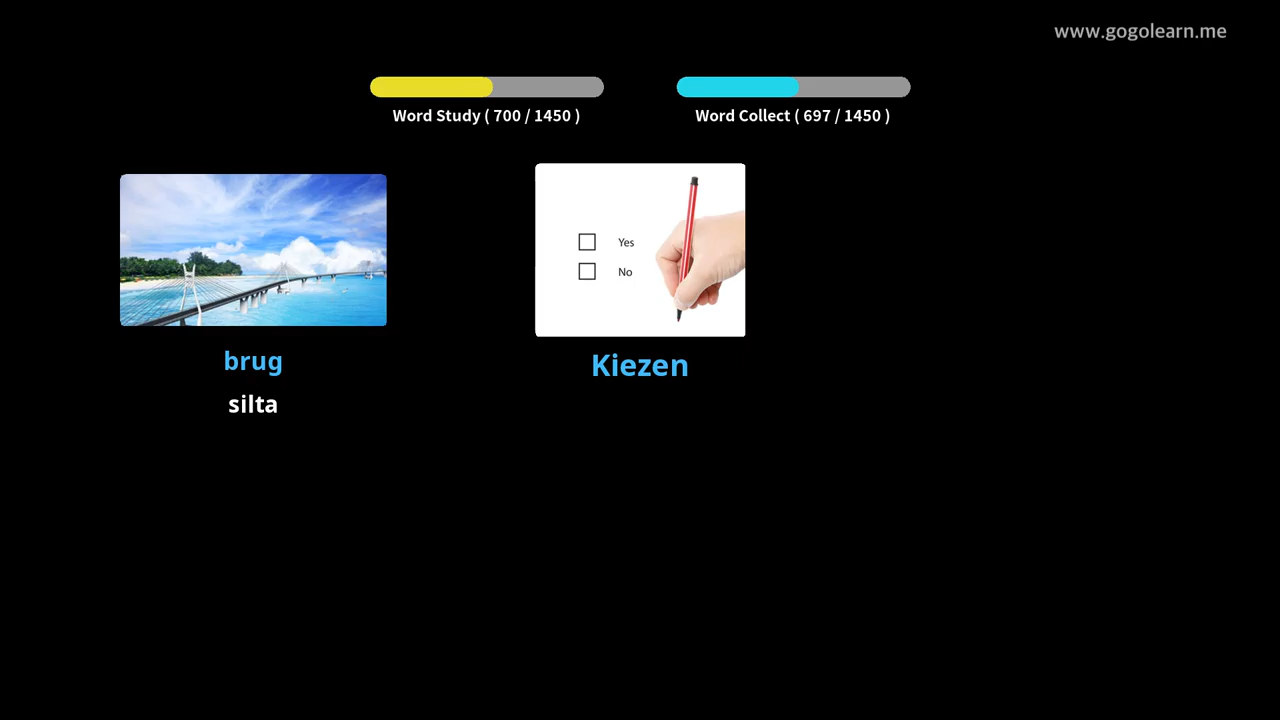 www.gogolearn.me
Word Study ( 700 / 1450 )
Word Collect ( 697 / 1450 )
Yes
No
brug
silta
Kiezen